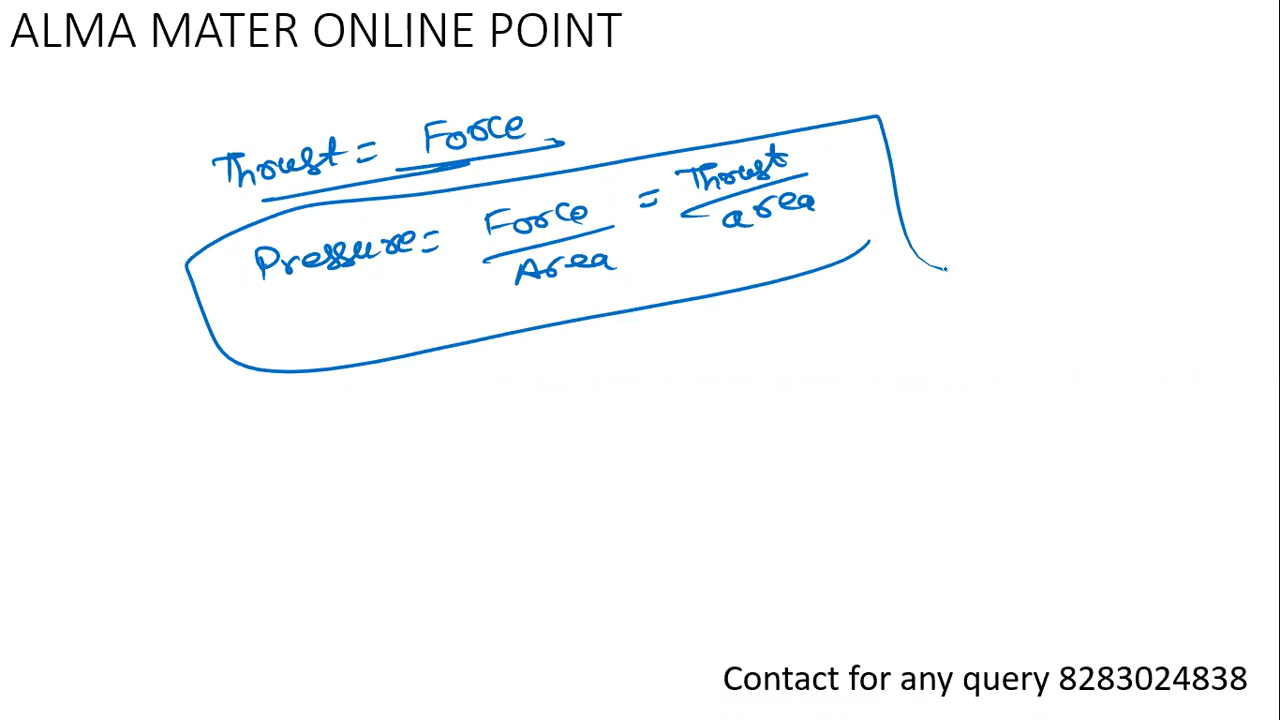 ALMA MATER ONLINE POINT
Thrust = Force
Pressure = Force / Area = Thrust / area
Contact for any query 8283024838